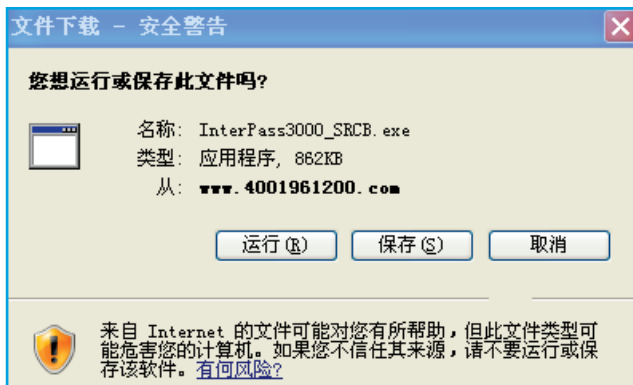 文件下载 - 安全警告
您想运行或保存此文件吗?
名称: InterPass3000_SRCB.exe
类型: 应用程序, 862KB
从: www.4001961200.com
运行(R) 保存(S) 取消
来自 Internet 的文件可能对您有所帮助，但此文件类型可
能危害您的计算机。如果您不信任其来源，请不要运行或保
存该软件。有何风险?